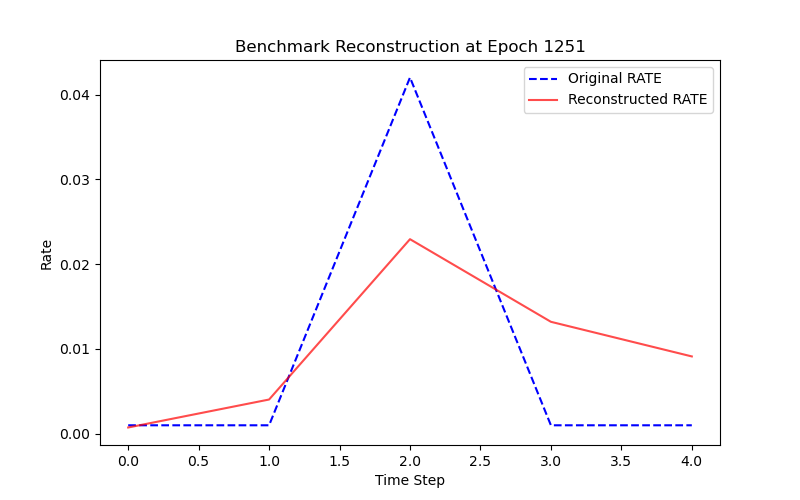 Benchmark Reconstruction at Epoch 1251
Original RATE
Reconstructed RATE
0.04
0.03
0.02
0.01
0.00
Rate
0.0 0.5 1.0 1.5 2.0 2.5 3.0 3.5 4.0
Time Step